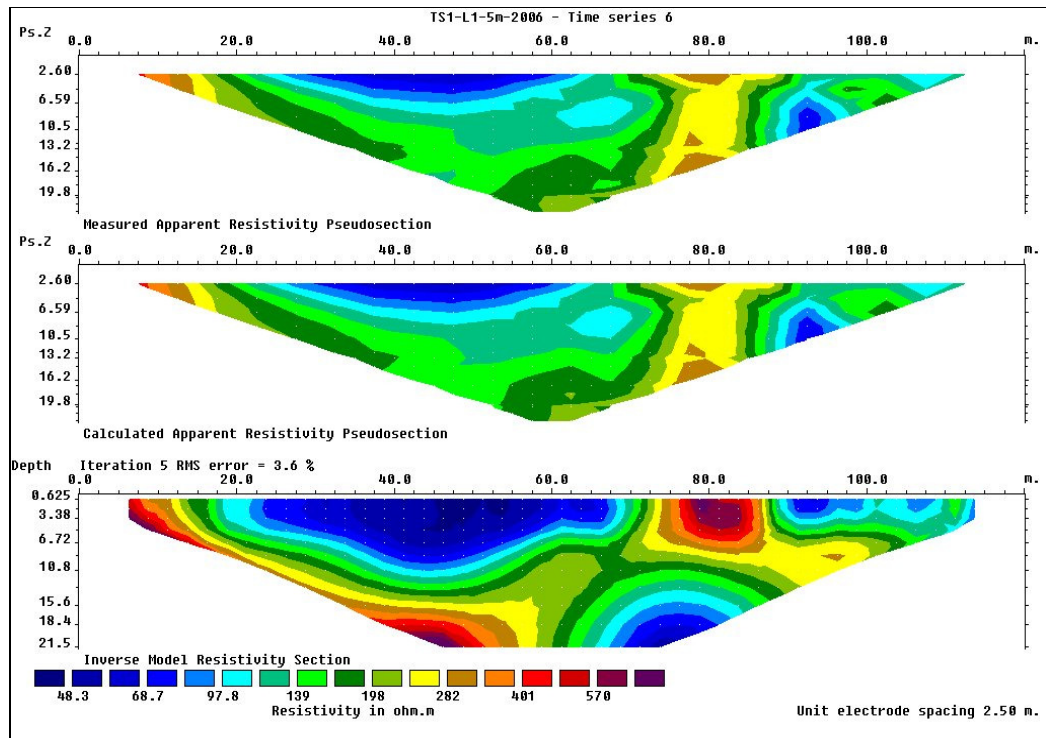 TS1-L1-5m-2006 - Time series 6
Ps.Z 0.0 20.0 40.0 60.0 80.0 100.0 m.
2.60
6.59
10.5
13.2
16.2
19.8
Measured Apparent Resistivity Pseudosection
Ps.Z 0.0 20.0 40.0 60.0 80.0 100.0 m.
2.60
6.59
10.5
13.2
16.2
19.8
Calculated Apparent Resistivity Pseudosection
Depth Iteration 5 RMS error = 3.6 %
0.0 20.0 40.0 60.0 80.0 100.0 m.
0.625
3.38
6.72
10.8
15.6
18.4
21.5
Inverse Model Resistivity Section
48.3 68.7 97.8 139 198 282 401 570
Resistivity in ohm.m Unit electrode spacing 2.50 m.